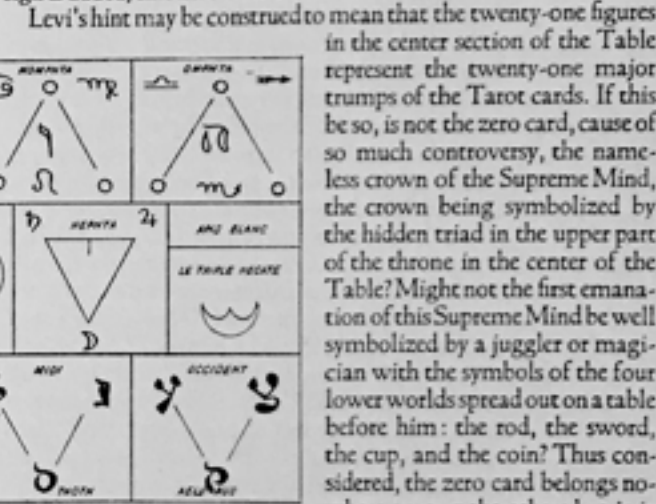 Levi's hint may be construed to mean that the twenty-one figures
in the center section of the Table
represent the twenty-one major
trumps of the Tarot cards. If this
be so, is not the zero card, cause of
so much controversy, the name-
less crown of the Supreme Mind,
the crown being symbolized by
the hidden triad in the upper part
of the throne in the center of the
Table? Might not the first emana-
tion of this Supreme Mind be well
symbolized by a juggler or magi-
cian with the symbols of the four
lower worlds spread out on a table
before him: the rod, the sword,
the cup, and the coin? Thus con-
sidered, the zero card belongs no-
♏
♎
♌
♄
♃
APIS BLANC
LE TRIPLE HECATE
MIDI
OCCIDENT
THOTH